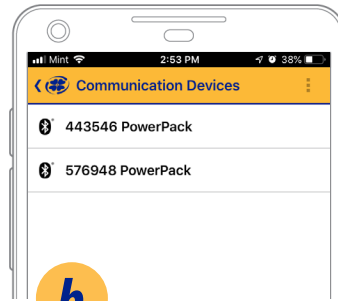 Mint 2:53 PM 38%
Communication Devices
443546 PowerPack
576948 PowerPack
h